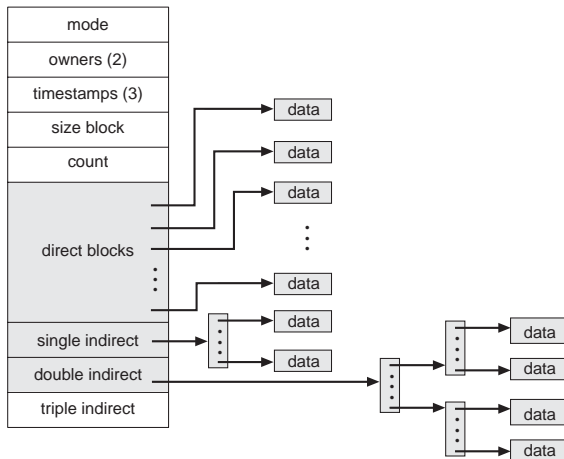 mode
owners (2)
timestamps (3)
size block
count
direct blocks
single indirect
double indirect
triple indirect
data
data
data
data
data
data
data
data
data
data